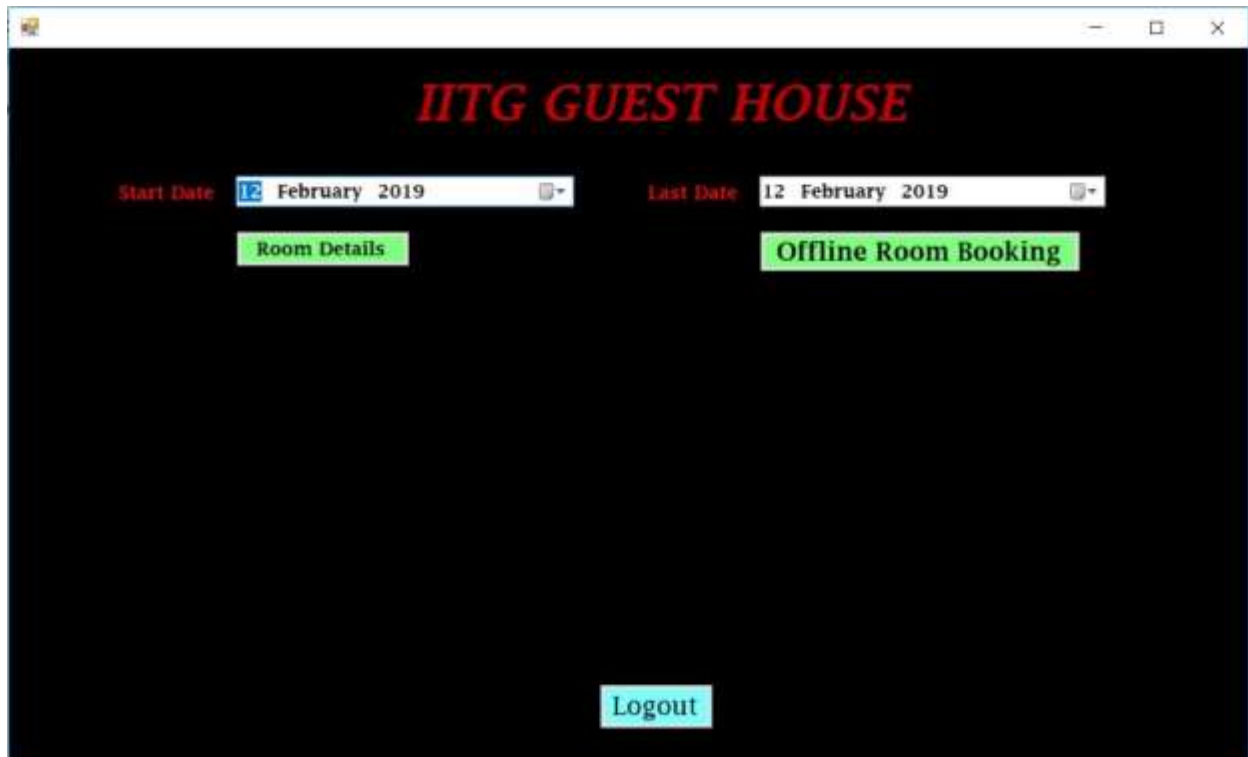 IITG GUEST HOUSE
Start Date 12 February 2019 Last Date 12 February 2019
Room Details Offline Room Booking
Logout